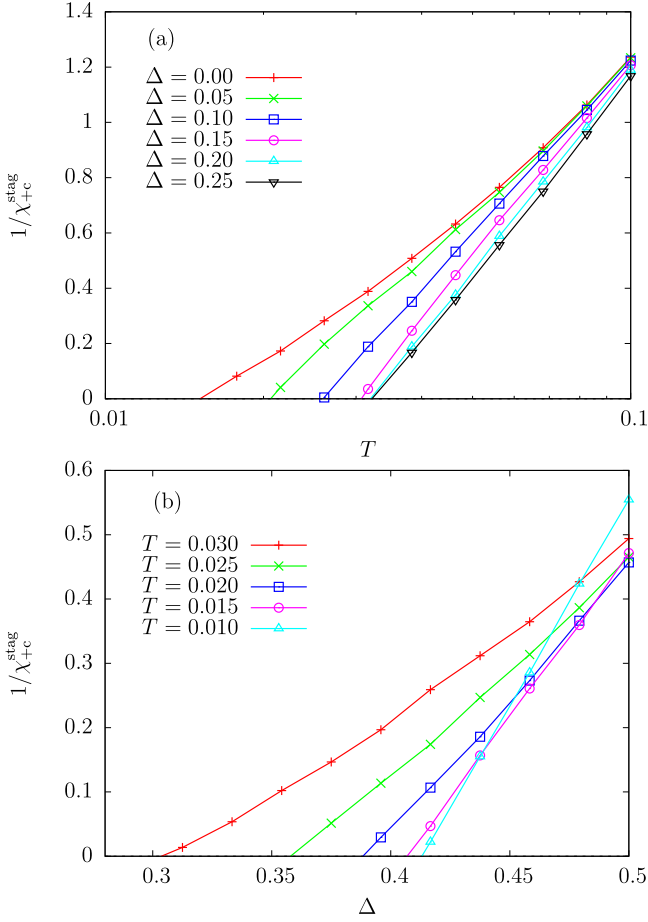 1.4
1.2
1
0.8
0.6
0.4
0.2
0
1/χ+c^stag
(a)
Δ = 0.00
Δ = 0.05
Δ = 0.10
Δ = 0.15
Δ = 0.20
Δ = 0.25
0.01
0.1
T
0.6
0.5
0.4
0.3
0.2
0.1
0
1/χ+c^stag
(b)
T = 0.030
T = 0.025
T = 0.020
T = 0.015
T = 0.010
0.3 0.35 0.4 0.45 0.5
Δ